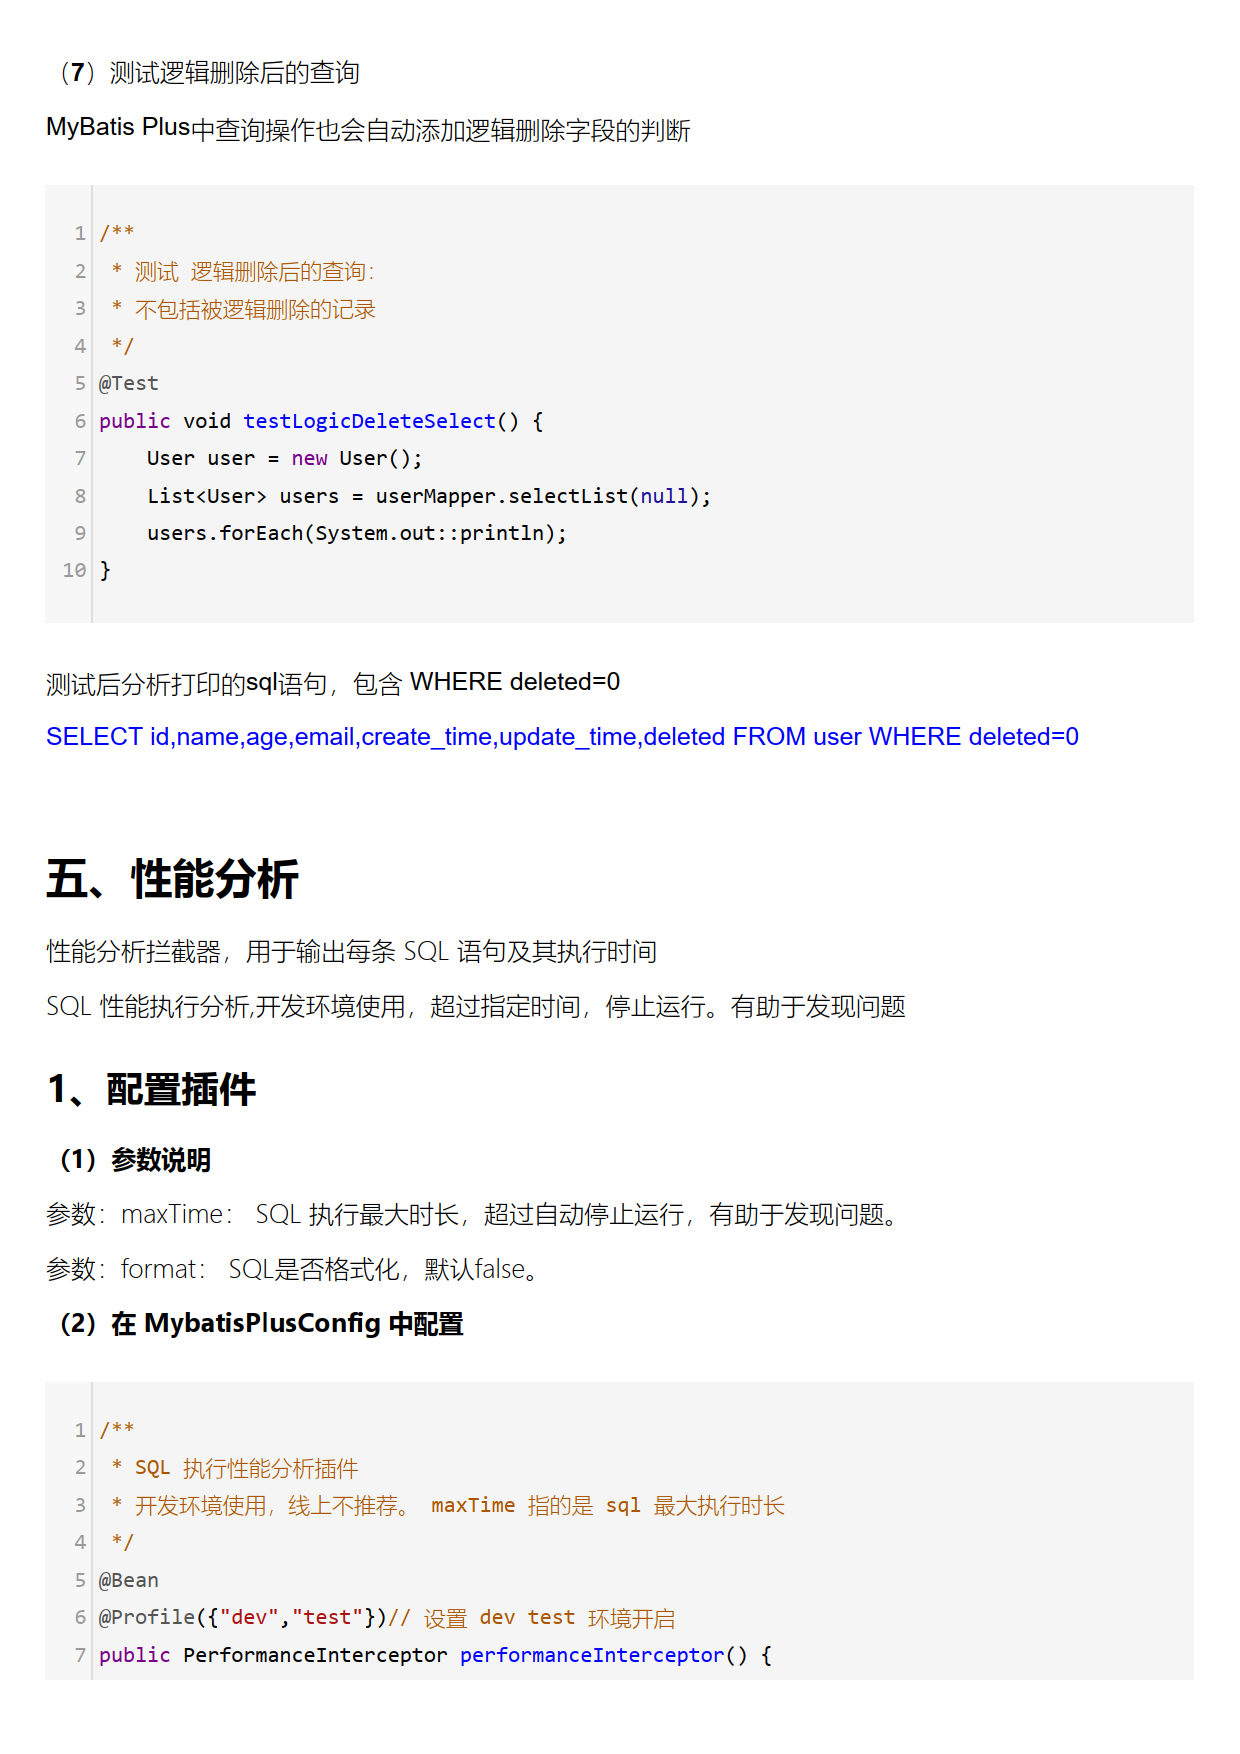 （7）测试逻辑删除后的查询
MyBatis Plus中查询操作也会自动添加逻辑删除字段的判断
1 /**
2  * 测试 逻辑删除后的查询：
3  * 不包括被逻辑删除的记录
4  */
5 @Test
6 public void testLogicDeleteSelect() {
7     User user = new User();
8     List<User> users = userMapper.selectList(null);
9     users.forEach(System.out::println);
10 }
测试后分析打印的sql语句，包含 WHERE deleted=0
SELECT id,name,age,email,create_time,update_time,deleted FROM user WHERE deleted=0
五、性能分析
性能分析拦截器，用于输出每条 SQL 语句及其执行时间
SQL 性能执行分析,开发环境使用，超过指定时间，停止运行。有助于发现问题
1、配置插件
（1）参数说明
参数：maxTime： SQL 执行最大时长，超过自动停止运行，有助于发现问题。
参数：format： SQL是否格式化，默认false。
（2）在 MybatisPlusConfig 中配置
1 /**
2  * SQL 执行性能分析插件
3  * 开发环境使用，线上不推荐。 maxTime 指的是 sql 最大执行时长
4  */
5 @Bean
6 @Profile({"dev","test"})// 设置 dev test 环境开启
7 public PerformanceInterceptor performanceInterceptor() {